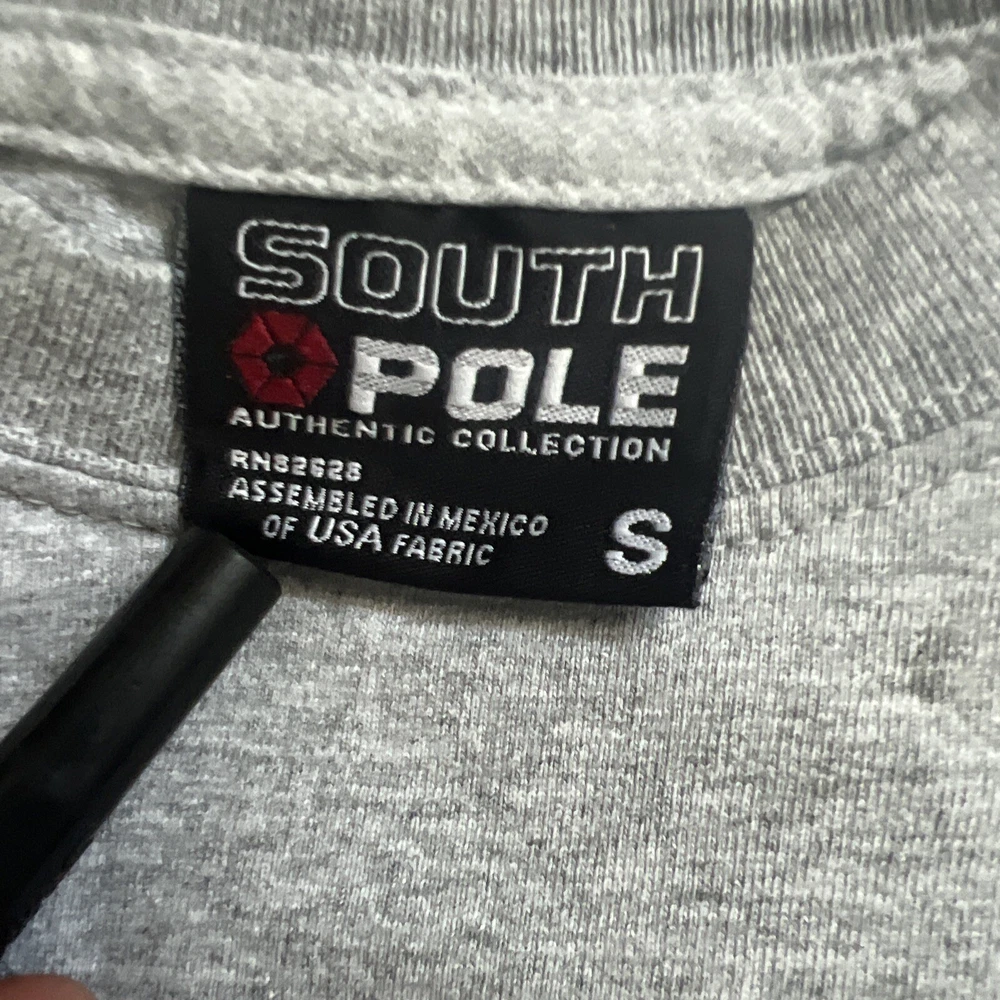 SOUTH
POLE
AUTHENTIC COLLECTION
RN82628
ASSEMBLED IN MEXICO
OF USA FABRIC
S